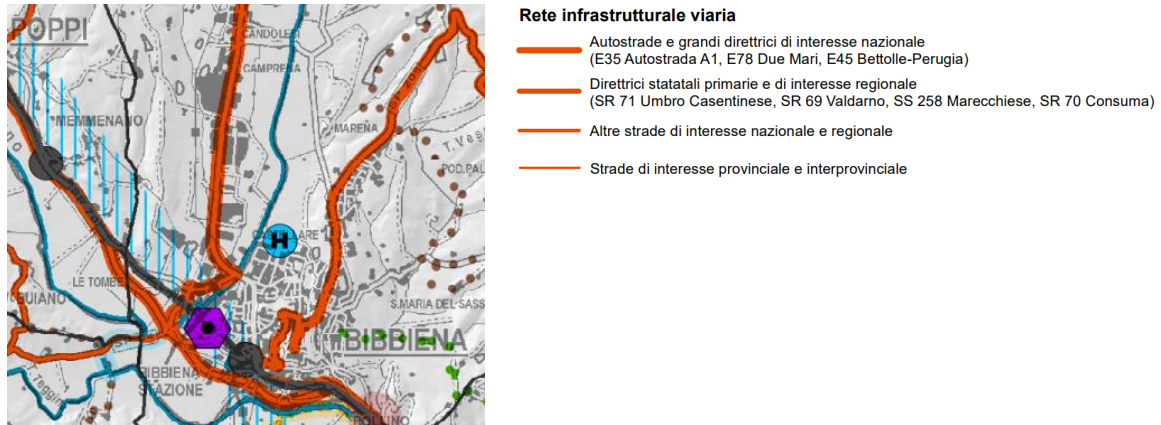 POPPI
CANDOLESI
CAMPRENA
MEMMENANO
MARENA
T. Ves
POD.PAL
H
LE TOMBE
BUIANO
S.MARIA DEL SASS
BIBBIENA
BIBBIENA
STAZIONE
Rete infrastrutturale viaria
Autostrade e grandi direttrici di interesse nazionale
(E35 Autostrada A1, E78 Due Mari, E45 Bettolle-Perugia)
Direttrici statatali primarie e di interesse regionale
(SR 71 Umbro Casentinese, SR 69 Valdarno, SS 258 Marecchiese, SR 70 Consuma)
Altre strade di interesse nazionale e regionale
Strade di interesse provinciale e interprovinciale